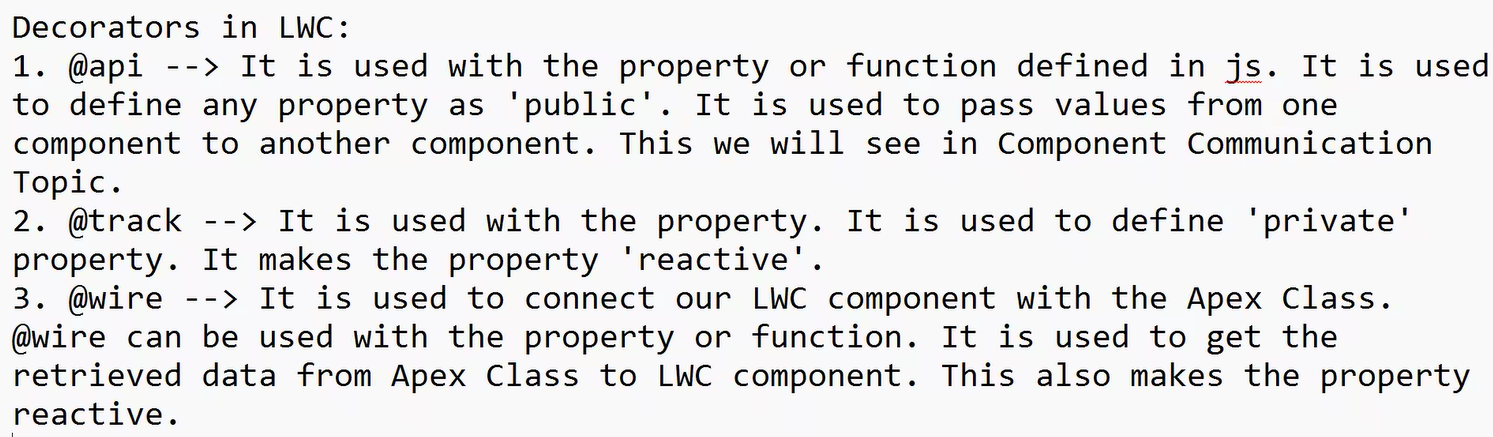 Decorators in LWC:
1. @api --> It is used with the property or function defined in js. It is used
to define any property as 'public'. It is used to pass values from one
component to another component. This we will see in Component Communication
Topic.
2. @track --> It is used with the property. It is used to define 'private'
property. It makes the property 'reactive'.
3. @wire --> It is used to connect our LWC component with the Apex Class.
@wire can be used with the property or function. It is used to get the
retrieved data from Apex Class to LWC component. This also makes the property
reactive.